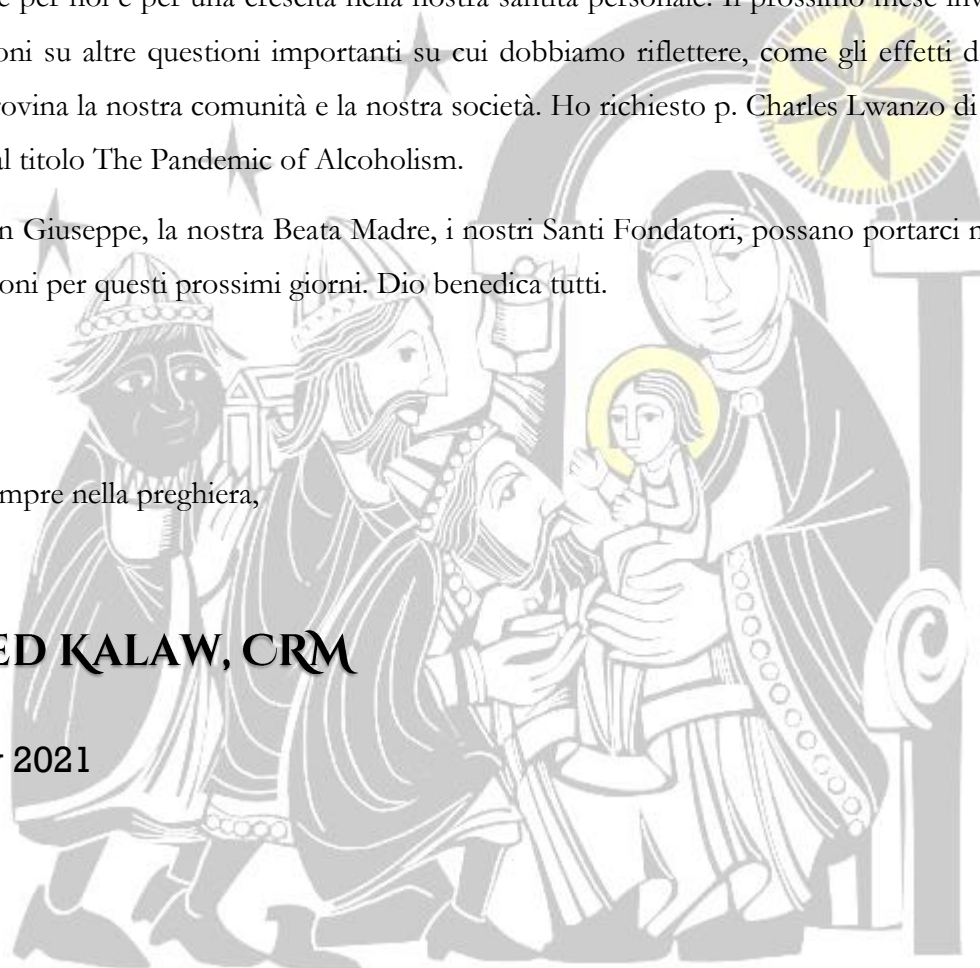 e per noi e per una crescita nella nostra santità personale. Il prossimo mese inv
oni su altre questioni importanti su cui dobbiamo riflettere, come gli effetti d
rovina la nostra comunità e la nostra società. Ho richiesto p. Charles Lwanzo di
al titolo The Pandemic of Alcoholism.
n Giuseppe, la nostra Beata Madre, i nostri Santi Fondatori, possano portarci n
oni per questi prossimi giorni. Dio benedica tutti.
mpre nella preghiera,
ED KALAW, CRM
r 2021